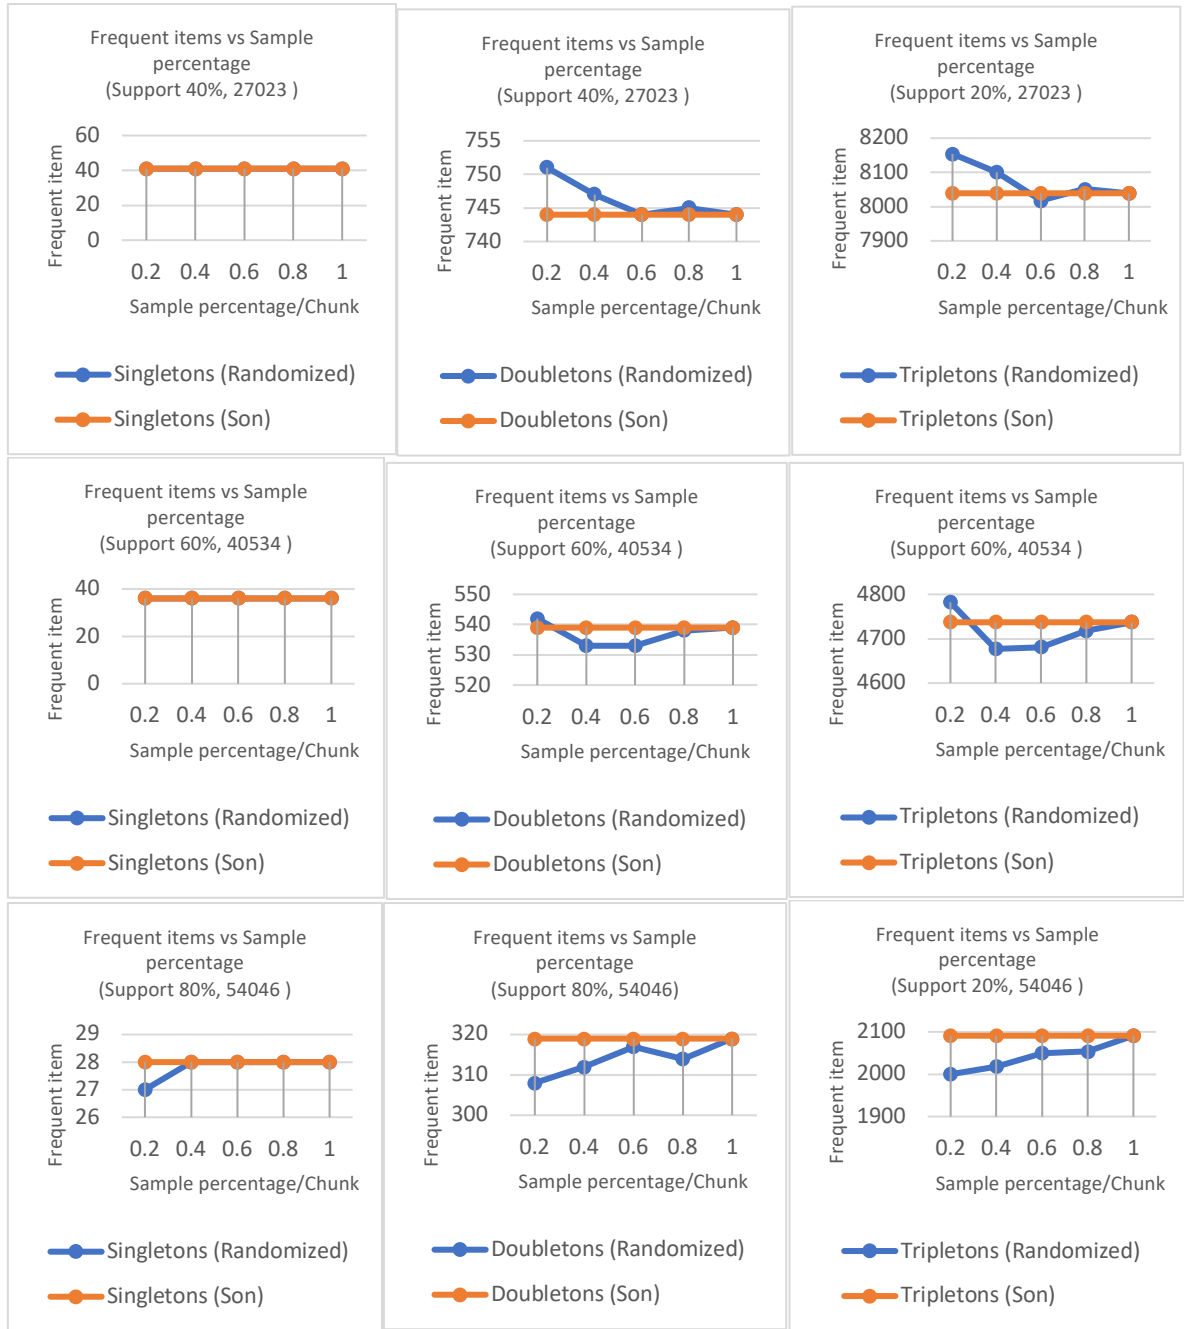 Frequent items vs Sample
percentage
(Support 40%, 27023 )
Frequent item
60
40
20
0
0.2 0.4 0.6 0.8 1
Sample percentage/Chunk
Singletons (Randomized)
Singletons (Son)
Frequent items vs Sample
percentage
(Support 40%, 27023 )
Frequent item
755
750
745
740
0.2 0.4 0.6 0.8 1
Sample percentage/Chunk
Doubletons (Randomized)
Doubletons (Son)
Frequent items vs Sample
percentage
(Support 20%, 27023 )
Frequent item
8200
8100
8000
7900
0.2 0.4 0.6 0.8 1
Sample percentage/Chunk
Tripletons (Randomized)
Tripletons (Son)
Frequent items vs Sample
percentage
(Support 60%, 40534 )
Frequent item
40
20
0
0.2 0.4 0.6 0.8 1
Sample percentage/Chunk
Singletons (Randomized)
Singletons (Son)
Frequent items vs Sample
percentage
(Support 60%, 40534 )
Frequent item
550
540
530
520
0.2 0.4 0.6 0.8 1
Sample percentage/Chunk
Doubletons (Randomized)
Doubletons (Son)
Frequent items vs Sample
percentage
(Support 60%, 40534 )
Frequent item
4800
4700
4600
0.2 0.4 0.6 0.8 1
Sample percentage/Chunk
Tripletons (Randomized)
Tripletons (Son)
Frequent items vs Sample
percentage
(Support 80%, 54046 )
Frequent item
29
28
27
26
0.2 0.4 0.6 0.8 1
Sample percentage/Chunk
Singletons (Randomized)
Singletons (Son)
Frequent items vs Sample
percentage
(Support 80%, 54046)
Frequent item
320
310
300
0.2 0.4 0.6 0.8 1
Sample percentage/Chunk
Doubletons (Randomized)
Doubletons (Son)
Frequent items vs Sample
percentage
(Support 20%, 54046 )
Frequent item
2100
2000
1900
0.2 0.4 0.6 0.8 1
Sample percentage/Chunk
Tripletons (Randomized)
Tripletons (Son)